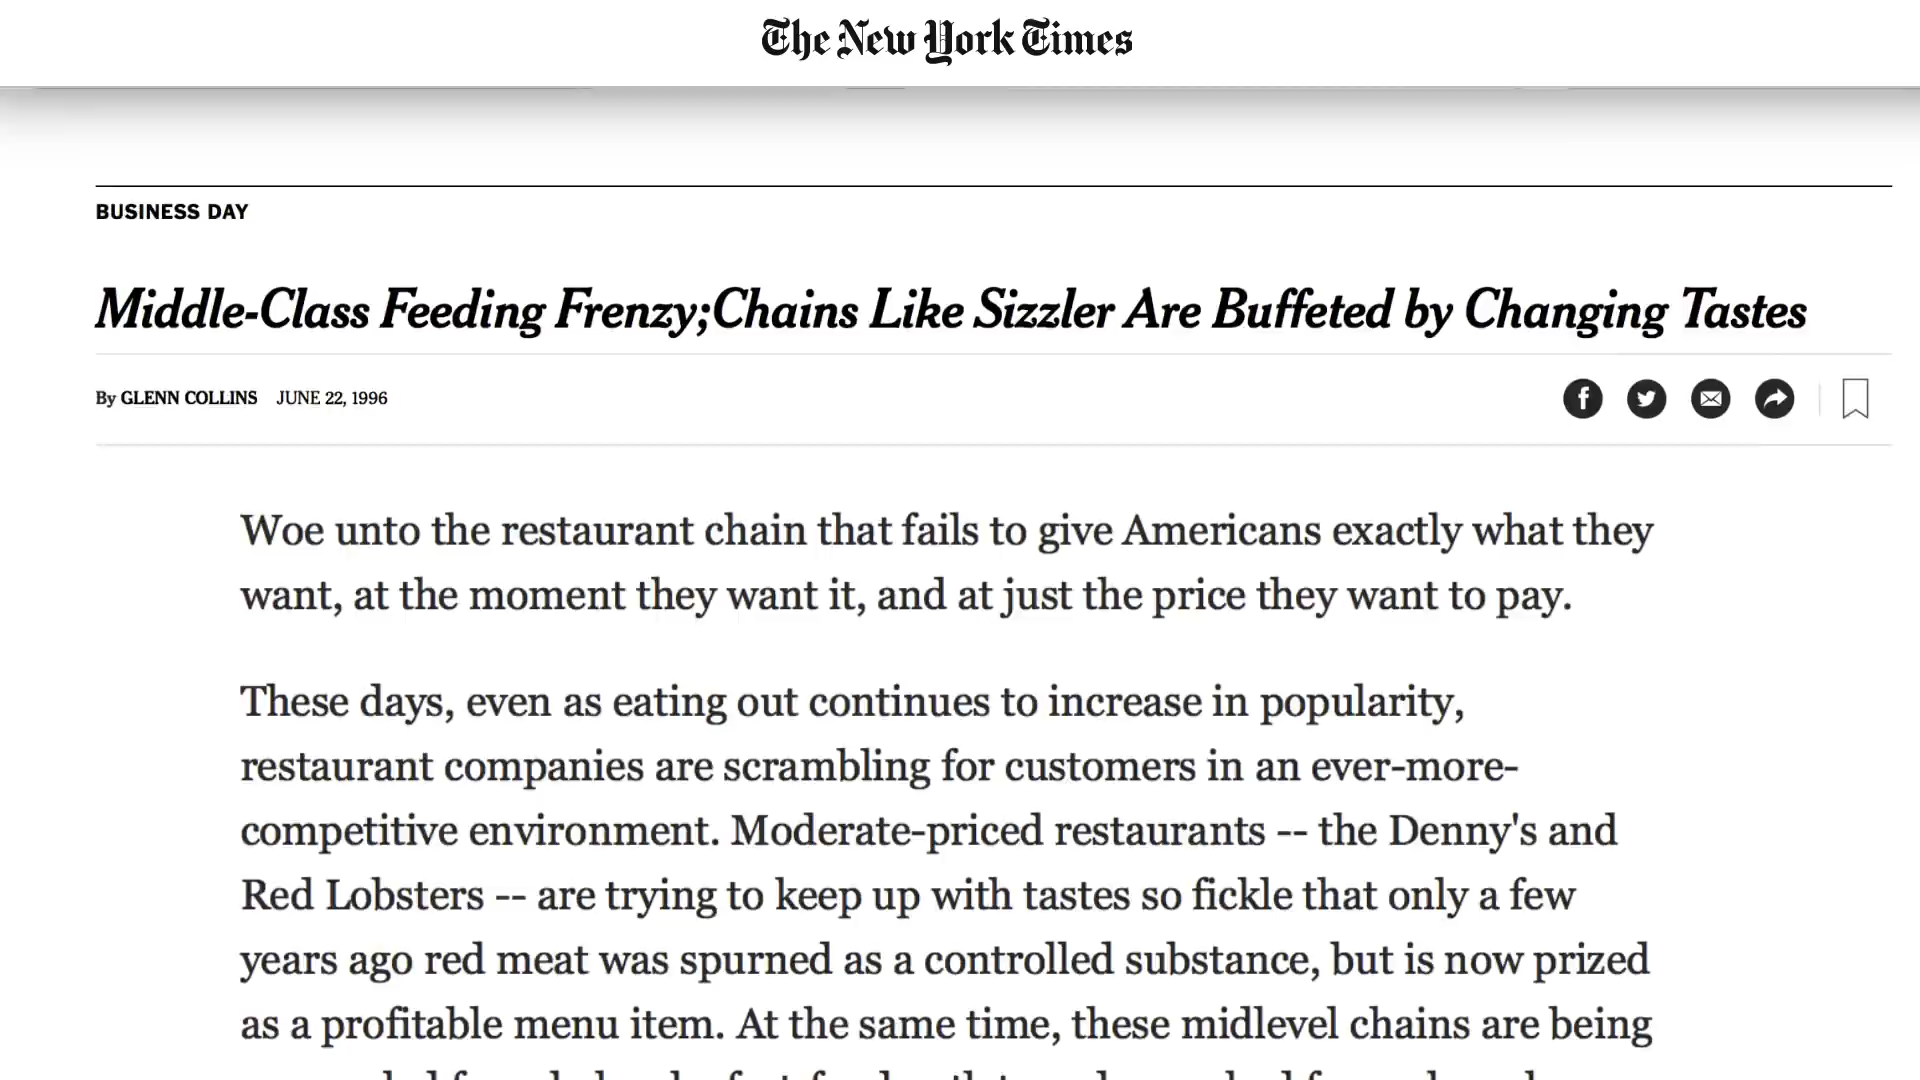 The New York Times
BUSINESS DAY
Middle-Class Feeding Frenzy;Chains Like Sizzler Are Buffeted by Changing Tastes
By GLENN COLLINS JUNE 22, 1996
Woe unto the restaurant chain that fails to give Americans exactly what they
want, at the moment they want it, and at just the price they want to pay.
These days, even as eating out continues to increase in popularity,
restaurant companies are scrambling for customers in an ever-more-
competitive environment. Moderate-priced restaurants -- the Denny's and
Red Lobsters -- are trying to keep up with tastes so fickle that only a few
years ago red meat was spurned as a controlled substance, but is now prized
as a profitable menu item. At the same time, these midlevel chains are being